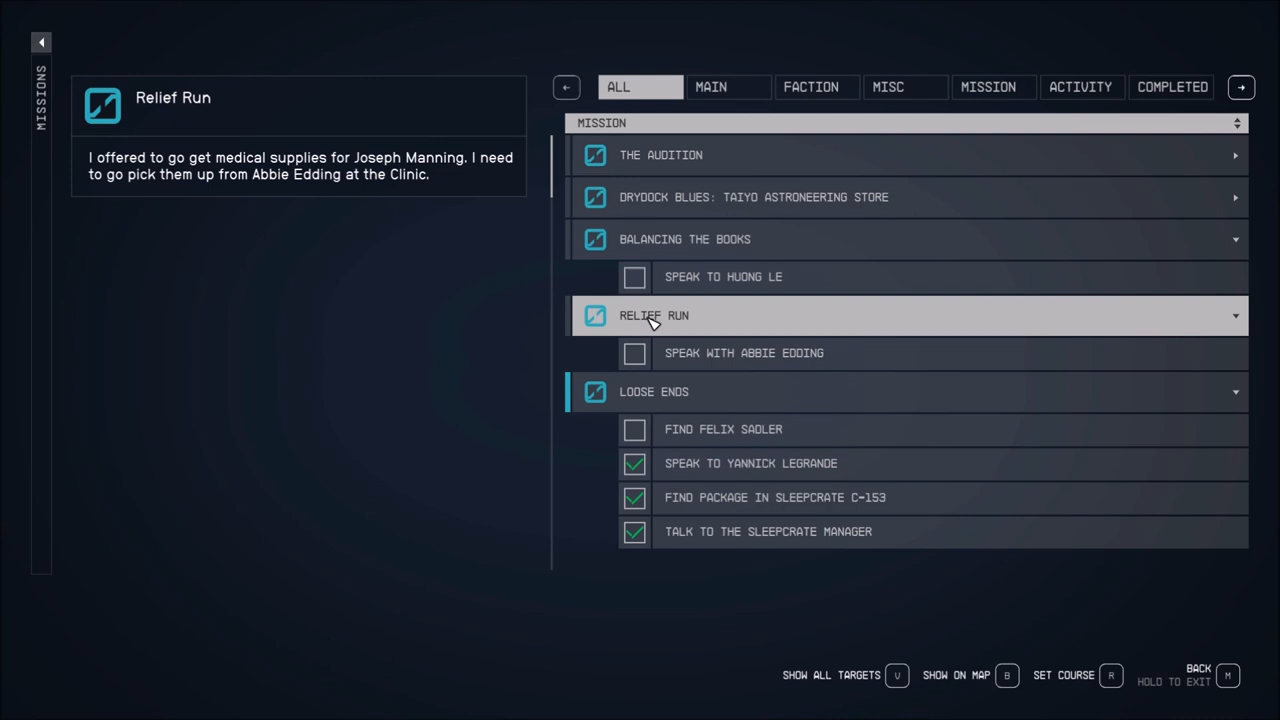 MISSIONS
Relief Run
I offered to go get medical supplies for Joseph Manning. I need
to go pick them up from Abbie Edding at the Clinic.
ALL MAIN FACTION MISC MISSION ACTIVITY COMPLETED
MISSION
THE AUDITION
DRYDOCK BLUES: TAIYO ASTRONEERING STORE
BALANCING THE BOOKS
SPEAK TO HUONG LE
RELIEF RUN
SPEAK WITH ABBIE EDDING
LOOSE ENDS
FIND FELIX SADLER
SPEAK TO YANNICK LEGRANDE
FIND PACKAGE IN SLEEPCRATE C-153
TALK TO THE SLEEPCRATE MANAGER
SHOW ALL TARGETS V SHOW ON MAP B SET COURSE R BACK M
HOLD TO EXIT